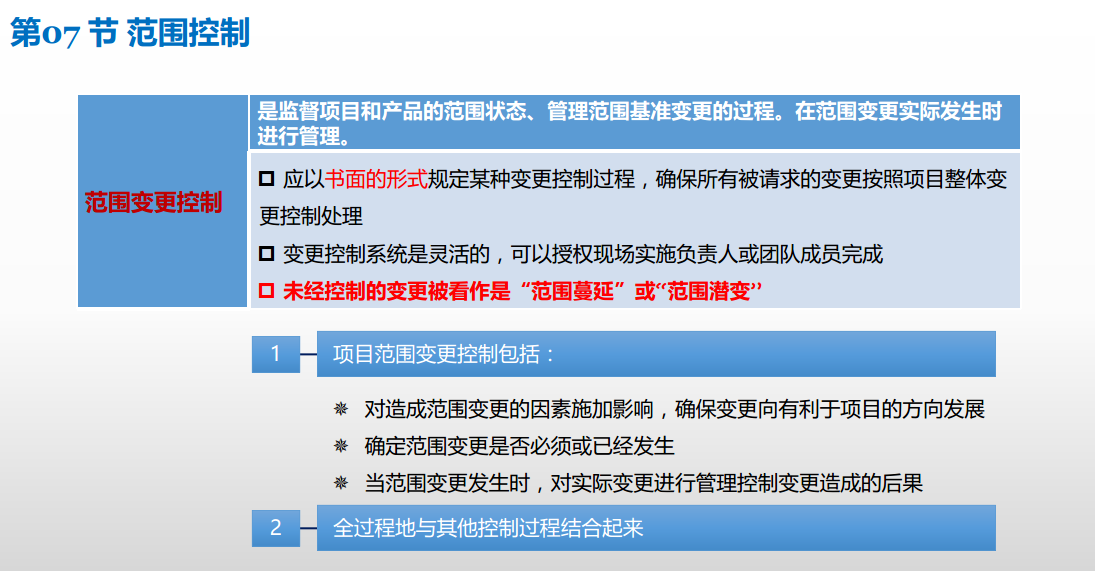 第07 节 范围控制
范围变更控制
是监督项目和产品的范围状态、管理范围基准变更的过程。在范围变更实际发生时
进行管理。
应以书面的形式规定某种变更控制过程，确保所有被请求的变更按照项目整体变
更控制处理
变更控制系统是灵活的，可以授权现场实施负责人或团队成员完成
未经控制的变更被看作是“范围蔓延”或“范围潜变”
1
项目范围变更控制包括：
对造成范围变更的因素施加影响，确保变更向有利于项目的方向发展
确定范围变更是否必须或已经发生
当范围变更发生时，对实际变更进行管理控制变更造成的后果
2
全过程地与其他控制过程结合起来